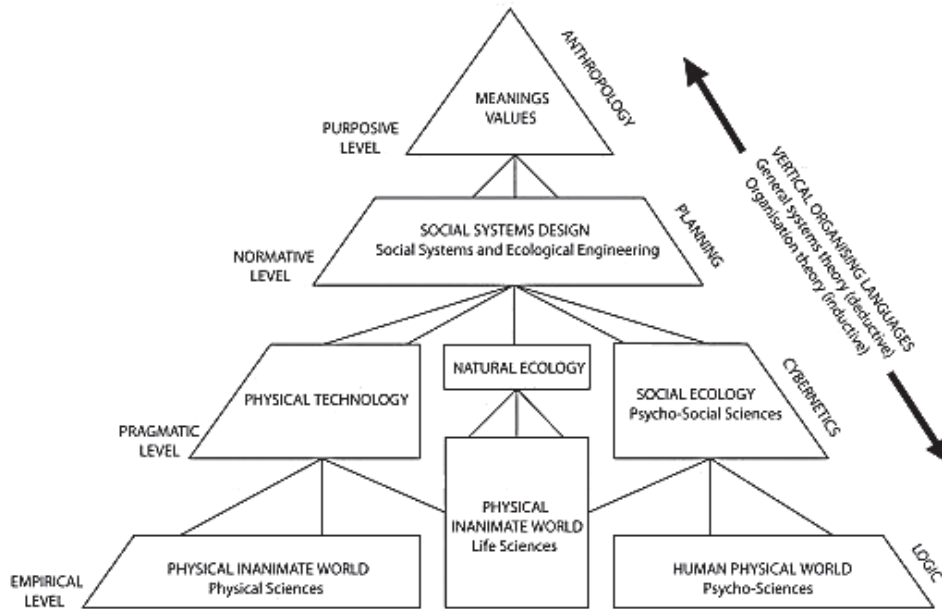 MEANINGS
VALUES
ANTHROPOLOGY
PURPOSIVE
LEVEL
SOCIAL SYSTEMS DESIGN
Social Systems and Ecological Engineering
PLANNING
NORMATIVE
LEVEL
VERTICAL ORGANISING LANGUAGES
General systems theory (deductive)
Organisation theory (inductive)
PHYSICAL TECHNOLOGY
NATURAL ECOLOGY
SOCIAL ECOLOGY
Psycho-Social Sciences
CYBERNETICS
PRAGMATIC
LEVEL
PHYSICAL INANIMATE WORLD
Physical Sciences
PHYSICAL
INANIMATE WORLD
Life Sciences
HUMAN PHYSICAL WORLD
Psycho-Sciences
LOGIC
EMPIRICAL
LEVEL